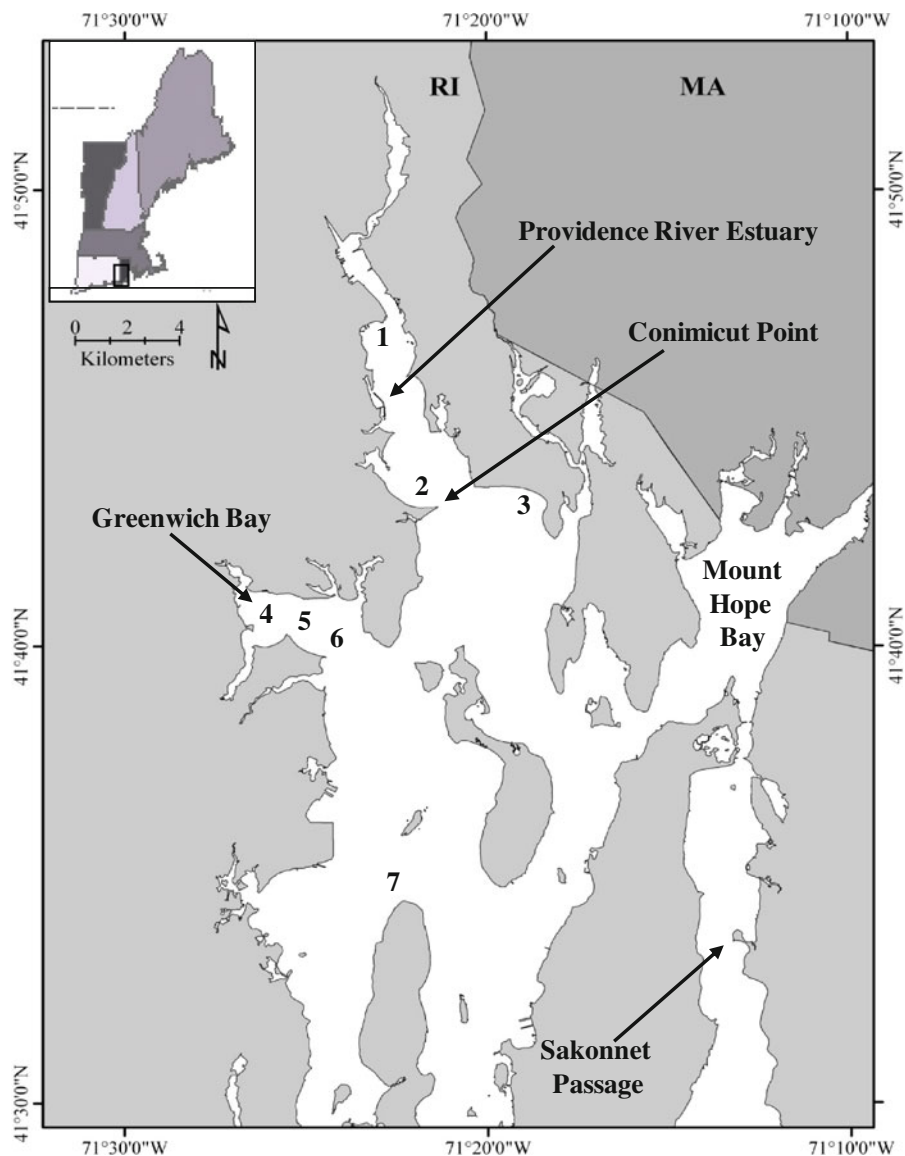 71°30'0"W
71°20'0"W
71°10'0"W
RI
MA
41°50'0"N
41°50'0"N
Providence River Estuary
0 2 4
Kilometers
N
1
Conimicut Point
2
3
Greenwich Bay
Mount
Hope
Bay
4
5
6
41°40'0"N
41°40'0"N
7
Sakonnet
Passage
41°30'0"N
41°30'0"N
71°30'0"W
71°20'0"W
71°10'0"W